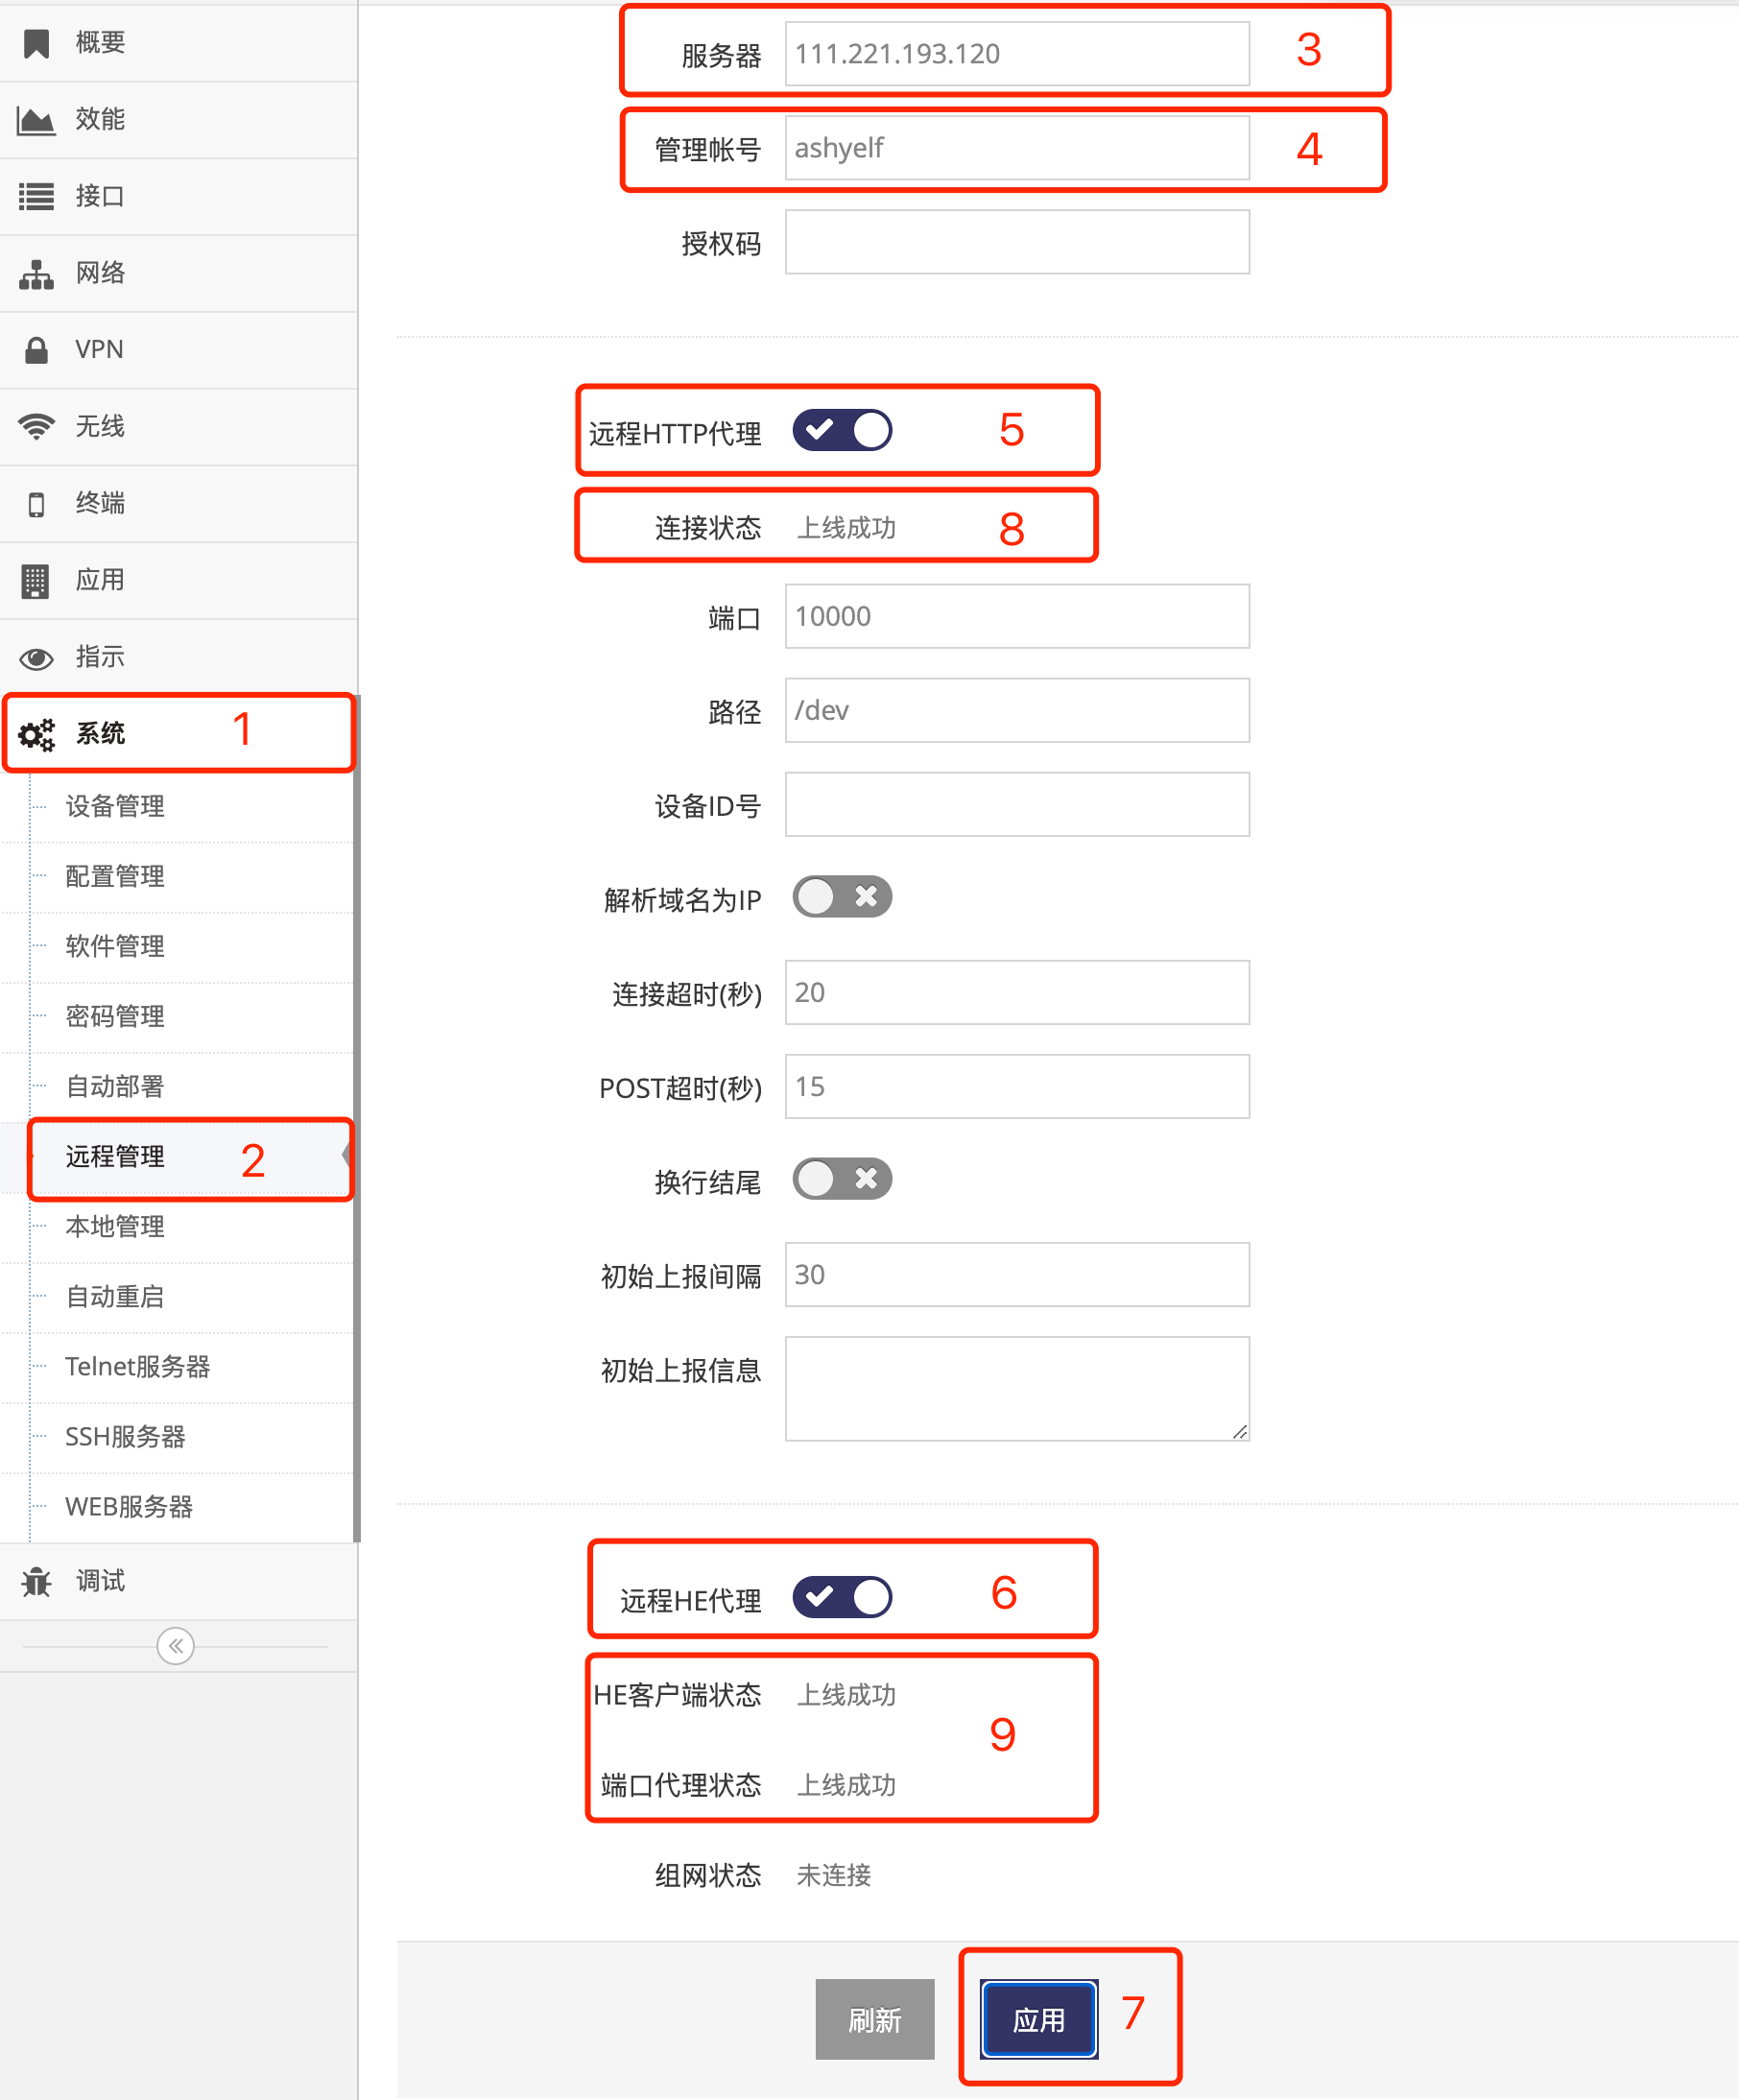 概要
效能
接口
网络
VPN
无线
终端
应用
指示
系统 1
设备管理
配置管理
软件管理
密码管理
自动部署
远程管理 2
本地管理
自动重启
Telnet服务器
SSH服务器
WEB服务器
调试
服务器 111.221.193.120 3
管理帐号 ashyelf 4
授权码
远程HTTP代理 5
连接状态 上线成功 8
端口 10000
路径 /dev
设备ID号
解析域名为IP
连接超时(秒) 20
POST超时(秒) 15
换行结尾
初始上报间隔 30
初始上报信息
远程HE代理 6
HE客户端状态 上线成功
9
端口代理状态 上线成功
组网状态 未连接
刷新 应用 7